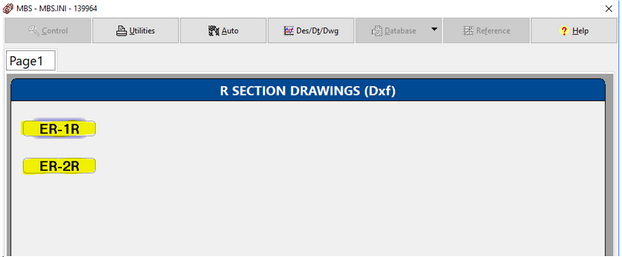 MBS - MBS.INI - 139964
Control Utilities Auto Des/Dt/Dwg Database Reference ? Help
Page1
R SECTION DRAWINGS (Dxf)
ER-1R
ER-2R